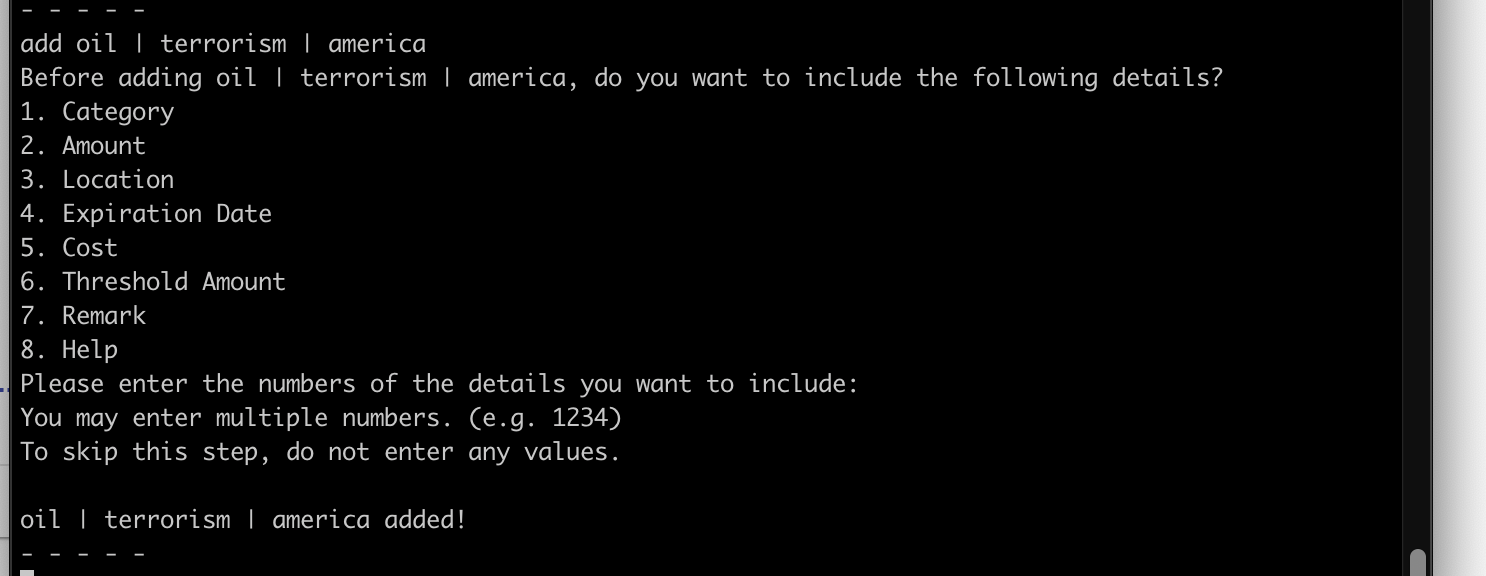 - - - - -
add oil | terrorism | america
Before adding oil | terrorism | america, do you want to include the following details?
1. Category
2. Amount
3. Location
4. Expiration Date
5. Cost
6. Threshold Amount
7. Remark
8. Help
Please enter the numbers of the details you want to include:
You may enter multiple numbers. (e.g. 1234)
To skip this step, do not enter any values.
oil | terrorism | america added!
- - - - -